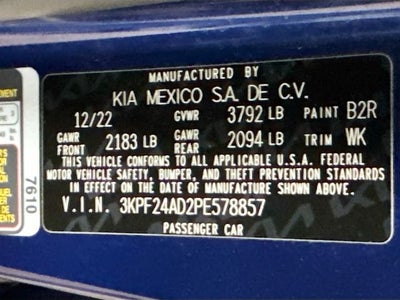 MANUFACTURED BY
KIA MEXICO S.A. DE C.V.
12/22 GVWR 3792 LB PAINT B2R
GAWR FRONT 2183 LB GAWR REAR 2094 LB TRIM WK
THIS VEHICLE CONFORMS TO ALL APPLICABLE U.S.A. FEDERAL
MOTOR VEHICLE SAFETY, BUMPER, AND THEFT PREVENTION STANDARDS
IN EFFECT ON THE DATE OF MANUFACTURE SHOWN ABOVE.
V.I.N. 3KPF24AD2PE578857
PASSENGER CAR
7610